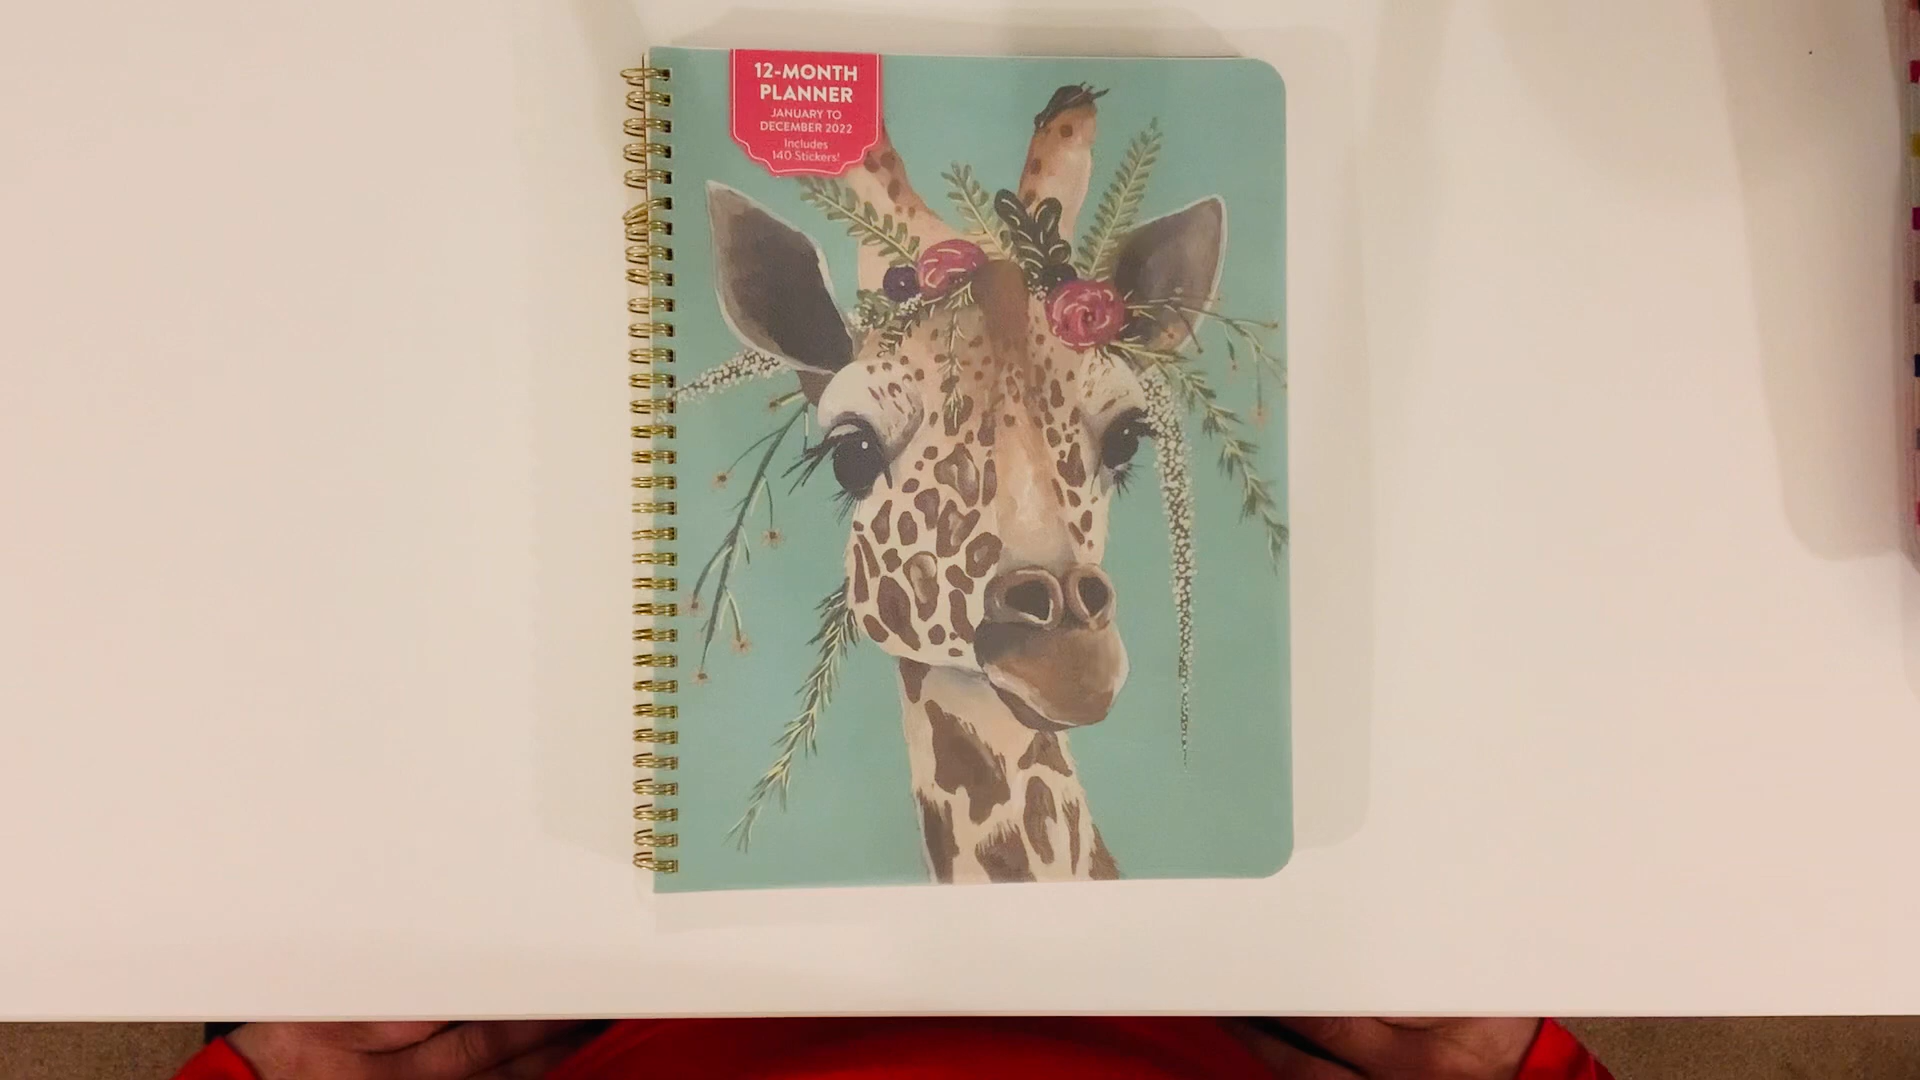 12-MONTH
PLANNER
JANUARY TO
DECEMBER 2022
Includes
140 Stickers!